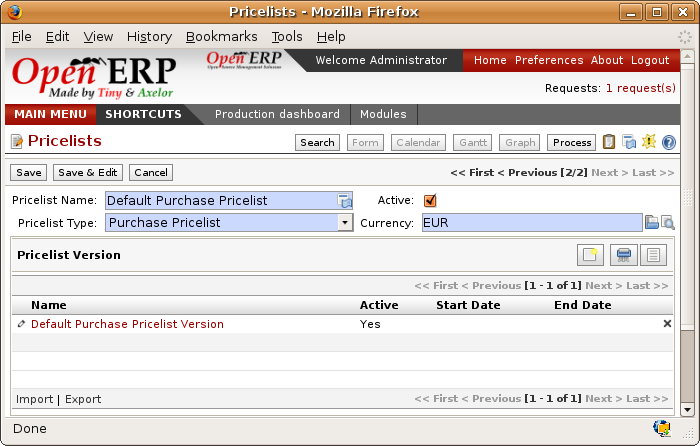 Pricelists - Mozilla Firefox
File Edit View History Bookmarks Tools Help
Open ERP
Made by Tiny & Axelor
Open ERP
Open Source Management Solution
Welcome Administrator
Home Preferences About Logout
Requests: 1 request(s)
MAIN MENU SHORTCUTS Production dashboard Modules
Pricelists Search Form Calendar Gantt Graph Process
Save Save & Edit Cancel << First < Previous [2/2] Next > Last >>
Pricelist Name: Default Purchase Pricelist Active:
Pricelist Type: Purchase Pricelist Currency: EUR
Pricelist Version
<< First < Previous [1 - 1 of 1] Next > Last >>
Name Active Start Date End Date
Default Purchase Pricelist Version Yes
Import | Export << First < Previous [1 - 1 of 1] Next > Last >>
Done